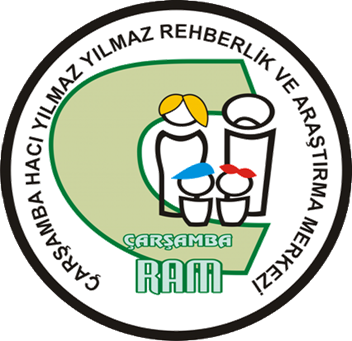 ÇARŞAMBA HACI YILMAZ YILMAZ REHBERLİK VE ARAŞTIRMA MERKEZİ
ÇARŞAMBA
RAM